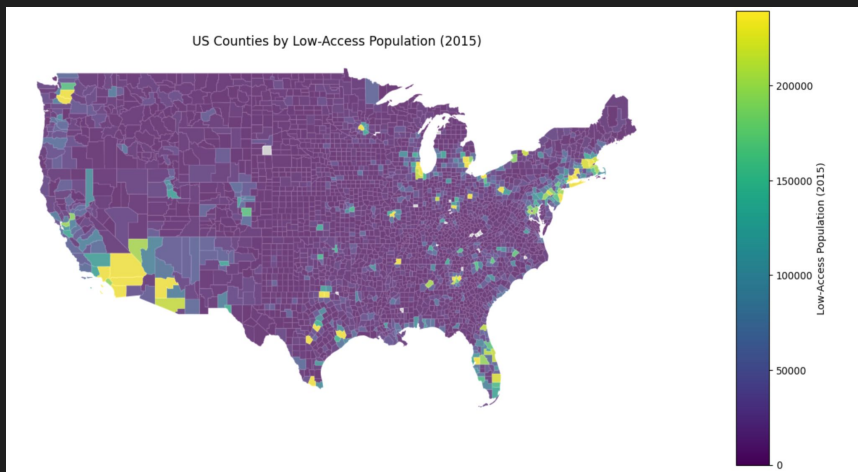 US Counties by Low-Access Population (2015)
200000
150000
100000
50000
0
Low-Access Population (2015)